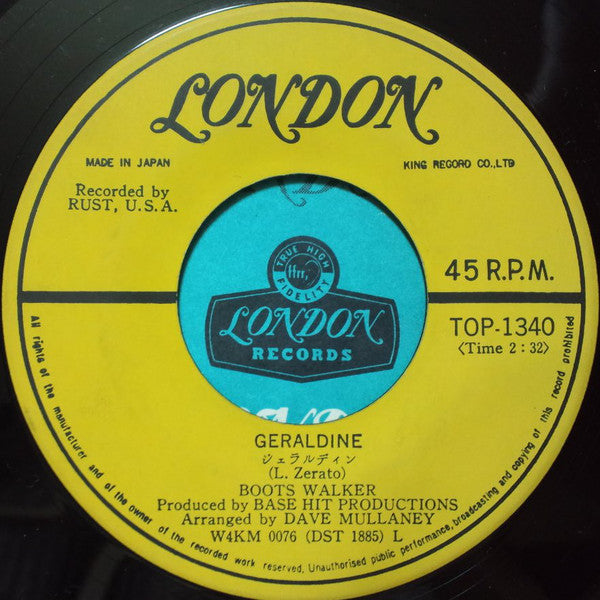 LONDON
MADE IN JAPAN
KING RECORD CO.,LTD
Recorded by
RUST, U.S.A.
TRUE HIGH
FIDELITY
LONDON
RECORDS
45 R.P.M.
TOP-1340
〈Time 2:32〉
GERALDINE
ジェラルディン
(L. Zerato)
BOOTS WALKER
Produced by BASE HIT PRODUCTIONS
Arranged by DAVE MULLANEY
W4KM 0076 (DST 1885) L
All rights of the manufacturer and of the owner of the recorded work reserved. Unauthorised public performance, broadcasting and copying of this record prohibited